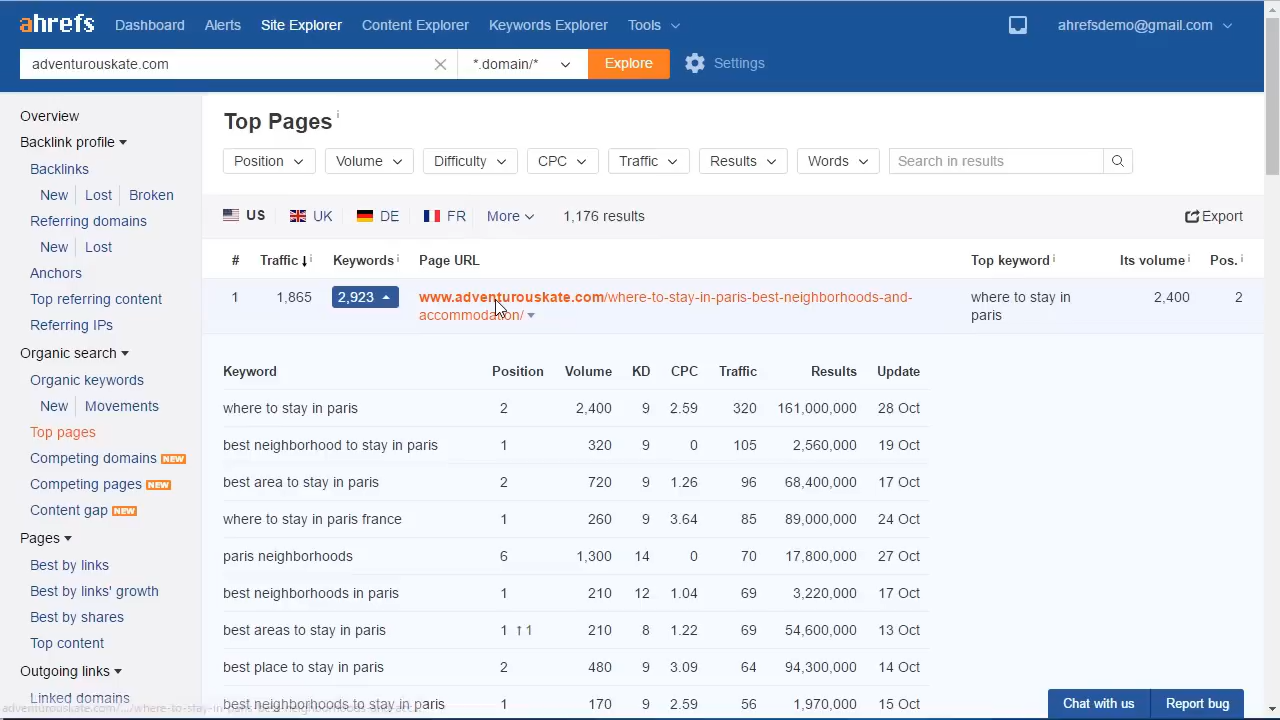 ahrefs Dashboard Alerts Site Explorer Content Explorer Keywords Explorer Tools ahrefsdemo@gmail.com
adventurouskate.com *.domain/* Explore Settings
Overview
Backlink profile
Backlinks
New Lost Broken
Referring domains
New Lost
Anchors
Top referring content
Referring IPs
Organic search
Organic keywords
New Movements
Top pages
Competing domains NEW
Competing pages NEW
Content gap NEW
Pages
Best by links
Best by links' growth
Best by shares
Top content
Outgoing links
Linked domains
Top Pages i
Position Volume Difficulty CPC Traffic Results Words Search in results
US UK DE FR More 1,176 results Export
# Traffic ↓ i Keywords i Page URL Top keyword i Its volume i Pos. i
1 1,865 2,923 www.adventurouskate.com/where-to-stay-in-paris-best-neighborhoods-and- where to stay in 2,400 2
accommodation/ paris
Keyword Position Volume KD CPC Traffic Results Update
where to stay in paris 2 2,400 9 2.59 320 161,000,000 28 Oct
best neighborhood to stay in paris 1 320 9 0 105 2,560,000 19 Oct
best area to stay in paris 2 720 9 1.26 96 68,400,000 17 Oct
where to stay in paris france 1 260 9 3.64 85 89,000,000 24 Oct
paris neighborhoods 6 1,300 14 0 70 17,800,000 27 Oct
best neighborhoods in paris 1 210 12 1.04 69 3,220,000 17 Oct
best areas to stay in paris 1 ↑1 210 8 1.22 69 54,600,000 13 Oct
best place to stay in paris 2 480 9 3.09 64 94,300,000 14 Oct
best neighborhoods to stay in paris 1 170 9 2.59 56 1,970,000 15 Oct
Chat with us Report bug